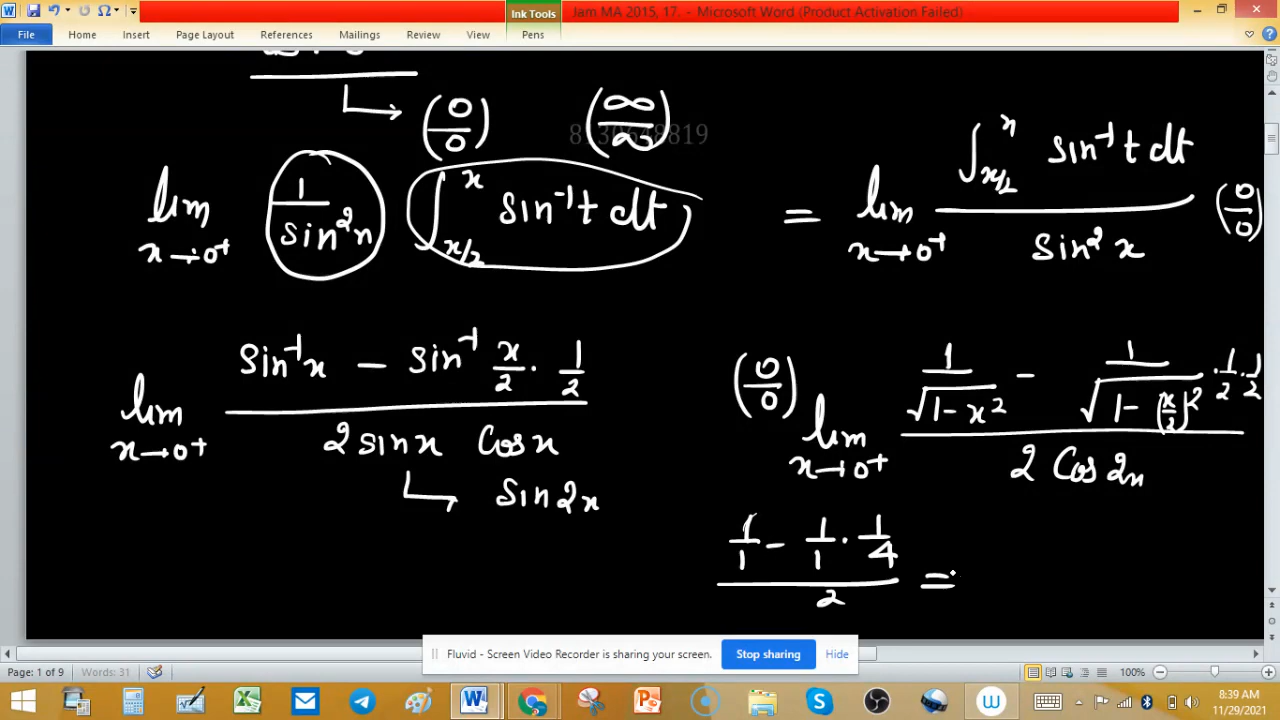 Ink Tools
Jam MA 2015, 17. - Microsoft Word (Product Activation Failed)
File Home Insert Page Layout References Mailings Review View Pens
(0/0) (∞/∞)
8130648819
lim x→0+ 1/sin²x ∫_{x/2}^{x} sin⁻¹t dt = lim x→0+ ∫_{x/2}^{x} sin⁻¹t dt / sin²x (0/0)
lim x→0+ (sin⁻¹x − sin⁻¹ x/2 · 1/2) / (2 sinx cosx)
↳ sin2x
(0/0) lim x→0+ (1/√(1−x²) − 1/√(1−(x/2)²) · 1/2 · 1/2) / (2 Cos2x)
(1/1 − 1/1 · 1/4) / 2 =
Fluvid - Screen Video Recorder is sharing your screen. Stop sharing Hide
Page: 1 of 9 Words: 31 100%
8:39 AM
11/29/2021